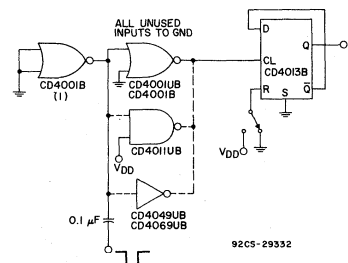 ALL UNUSED
INPUTS TO GND
D
Q
CL
CD4013B
R
S
Q̅
CD4001B
(1)
CD4001UB
CD4001B
CD4011UB
VDD
VDD
CD4049UB
CD4069UB
0.1 µF
92CS-29332